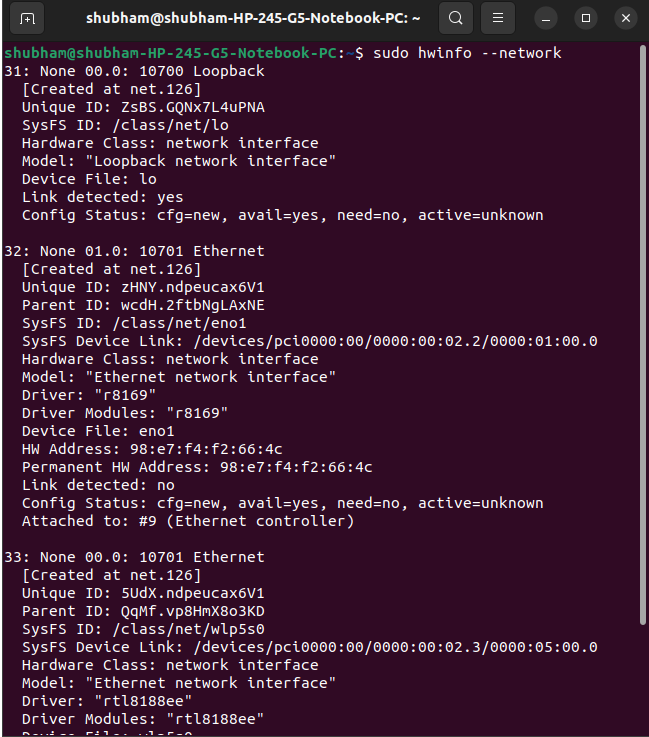 shubham@shubham-HP-245-G5-Notebook-PC: ~
shubham@shubham-HP-245-G5-Notebook-PC:~$ sudo hwinfo --network
31: None 00.0: 10700 Loopback
  [Created at net.126]
  Unique ID: ZsBS.GQNx7L4uPNA
  SysFS ID: /class/net/lo
  Hardware Class: network interface
  Model: "Loopback network interface"
  Device File: lo
  Link detected: yes
  Config Status: cfg=new, avail=yes, need=no, active=unknown

32: None 01.0: 10701 Ethernet
  [Created at net.126]
  Unique ID: zHNY.ndpeucax6V1
  Parent ID: wcdH.2ftbNgLAxNE
  SysFS ID: /class/net/eno1
  SysFS Device Link: /devices/pci0000:00/0000:00:02.2/0000:01:00.0
  Hardware Class: network interface
  Model: "Ethernet network interface"
  Driver: "r8169"
  Driver Modules: "r8169"
  Device File: eno1
  HW Address: 98:e7:f4:f2:66:4c
  Permanent HW Address: 98:e7:f4:f2:66:4c
  Link detected: no
  Config Status: cfg=new, avail=yes, need=no, active=unknown
  Attached to: #9 (Ethernet controller)

33: None 00.0: 10701 Ethernet
  [Created at net.126]
  Unique ID: 5UdX.ndpeucax6V1
  Parent ID: QqMf.vp8HmX8o3KD
  SysFS ID: /class/net/wlp5s0
  SysFS Device Link: /devices/pci0000:00/0000:00:02.3/0000:05:00.0
  Hardware Class: network interface
  Model: "Ethernet network interface"
  Driver: "rtl8188ee"
  Driver Modules: "rtl8188ee"
  Device File: wlp5s0